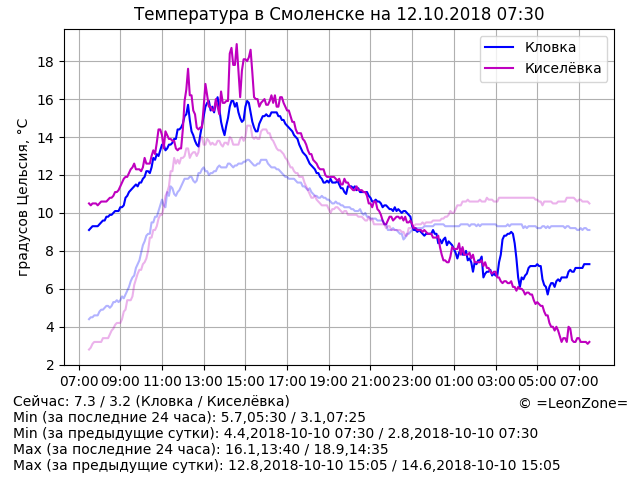 Температура в Смоленске на 12.10.2018 07:30
градусов Цельсия, °C
18
16
14
12
10
8
6
4
2
Кловка
Киселёвка
07:00 09:00 11:00 13:00 15:00 17:00 19:00 21:00 23:00 01:00 03:00 05:00 07:00
Сейчас: 7.3 / 3.2 (Кловка / Киселёвка)
© =LeonZone=
Min (за последние 24 часа): 5.7,05:30 / 3.1,07:25
Min (за предыдущие сутки): 4.4,2018-10-10 07:30 / 2.8,2018-10-10 07:30
Max (за последние 24 часа): 16.1,13:40 / 18.9,14:35
Max (за предыдущие сутки): 12.8,2018-10-10 15:05 / 14.6,2018-10-10 15:05